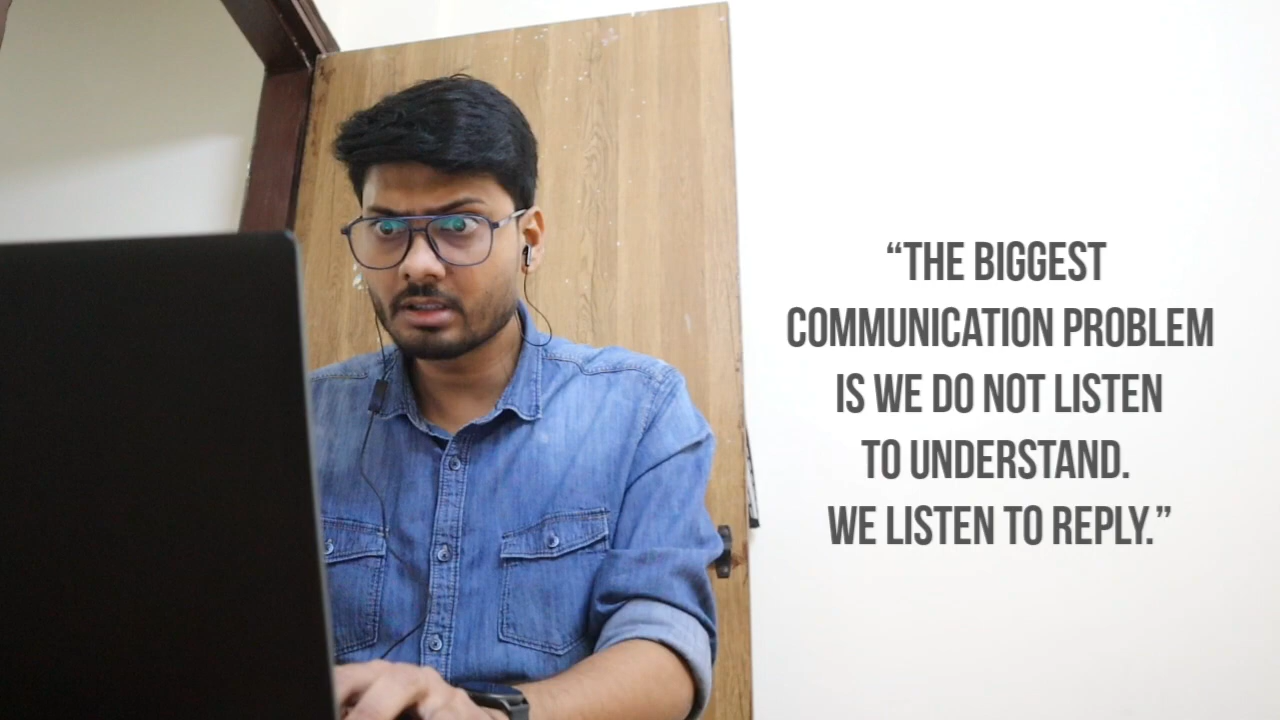 “THE BIGGEST
COMMUNICATION PROBLEM
IS WE DO NOT LISTEN
TO UNDERSTAND.
WE LISTEN TO REPLY.”